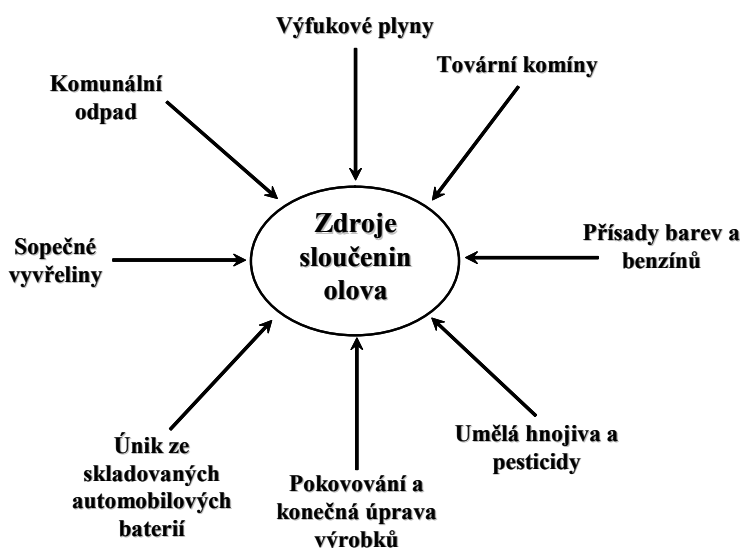 Výfukové plyny
Tovární komíny
Komunální
odpad
Zdroje
sloučenin
olova
Přísady barev a
benzínů
Sopečné
vyvřeliny
Umělá hnojiva a
pesticidy
Únik ze
skladovaných
automobilových
baterií
Pokovování a
konečná úprava
výrobků